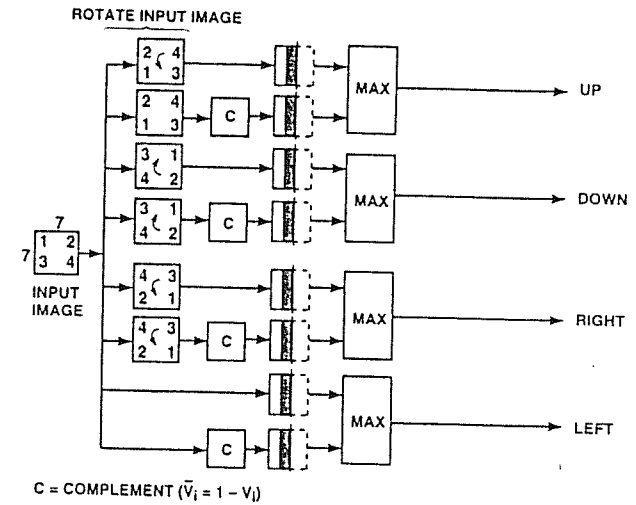 ROTATE INPUT IMAGE
2 4
1 3
MAX
UP
2 4
1 3
C
3 1
4 2
MAX
DOWN
3 1
4 2
C
7
7
1 2
3 4
INPUT
IMAGE
4 3
2 1
MAX
RIGHT
4 3
2 1
C
MAX
LEFT
C
C = COMPLEMENT (V̄i = 1 – Vi)